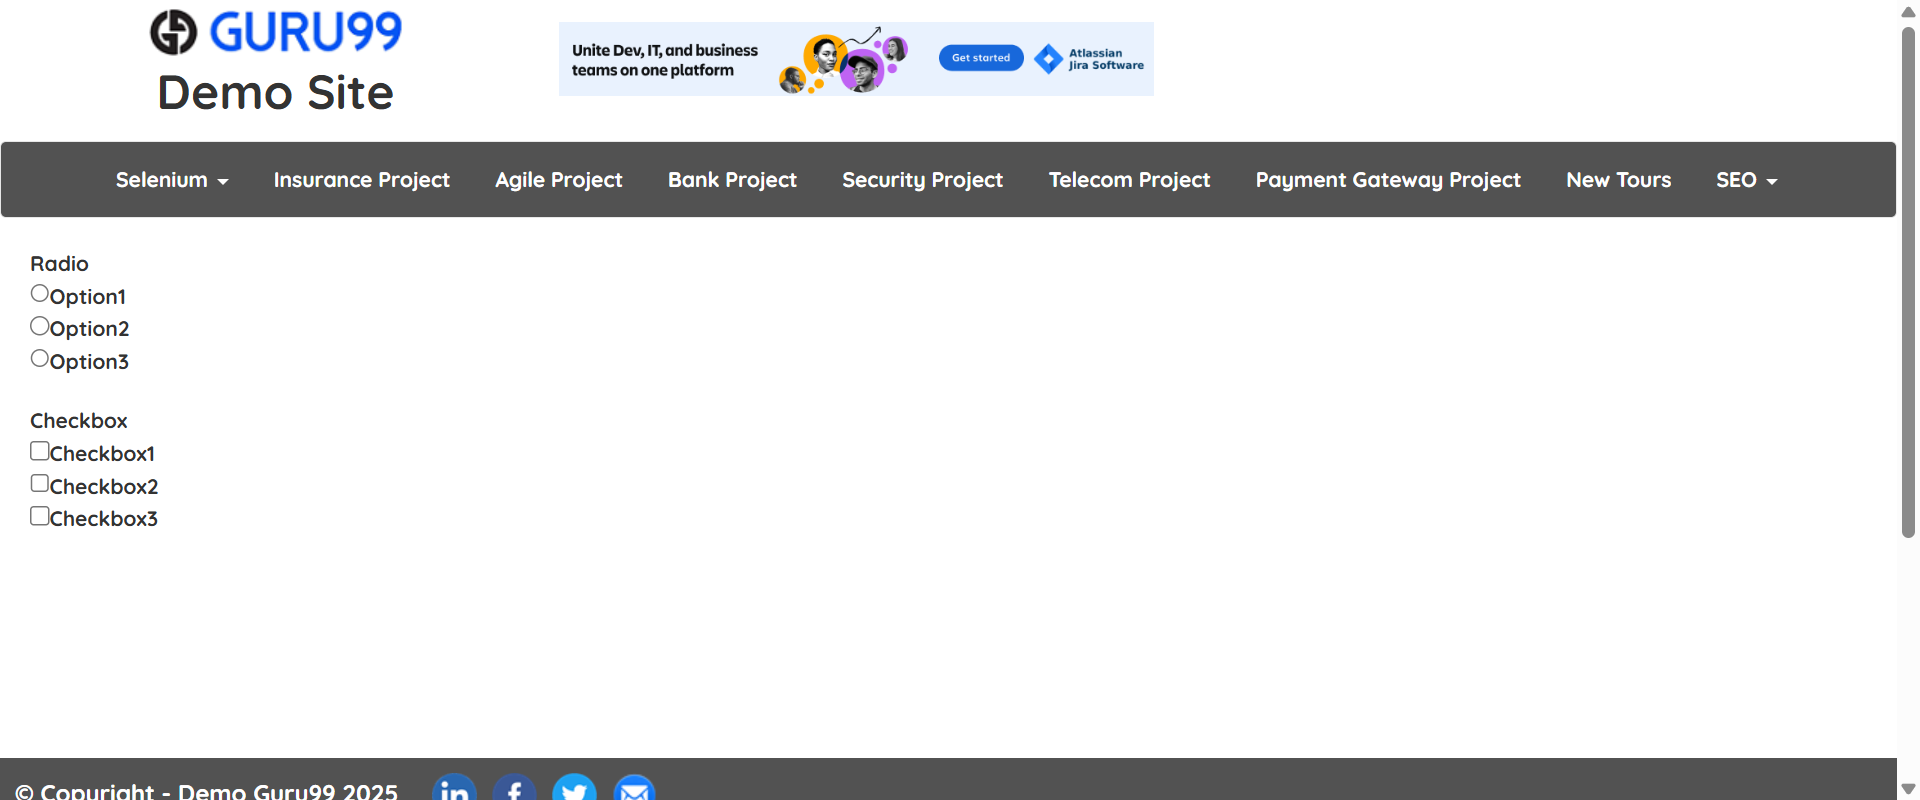 GURU99
Demo Site
Unite Dev, IT, and business
teams on one platform
Get started
Atlassian
Jira Software
Selenium
Insurance Project
Agile Project
Bank Project
Security Project
Telecom Project
Payment Gateway Project
New Tours
SEO
Radio
Option1
Option2
Option3
Checkbox
Checkbox1
Checkbox2
Checkbox3
© Copyright - Demo Guru99 2025
in
f